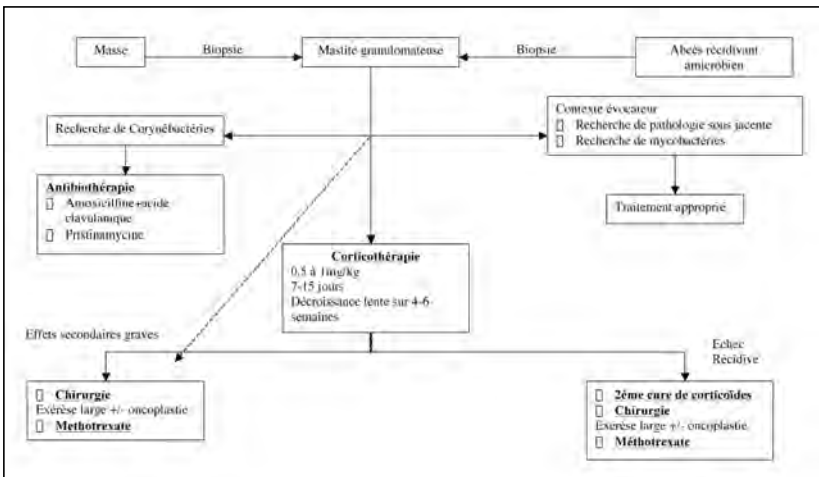 Masse
Biopsie
Mastite granulomateuse
Biopsie
Abcès récidivant
amicrobien
Recherche de Corynébactéries
Contexte évocateur
Recherche de pathologie sous jacente
Recherche de mycobactéries
Antibiothérapie
Amoxicilline+acide
clavulanique
Pristinamycine
Traitement approprié
Corticothérapie
0,5 à 1mg/kg
7-15 jours
Décroissance lente sur 4-6
semaines
Effets secondaires graves
Echec
Récidive
Chirurgie
Exérèse large +/- oncoplastie
Methotrexate
2éme cure de corticoïdes
Chirurgie
Exérèse large +/- oncoplastie
Méthotrexate